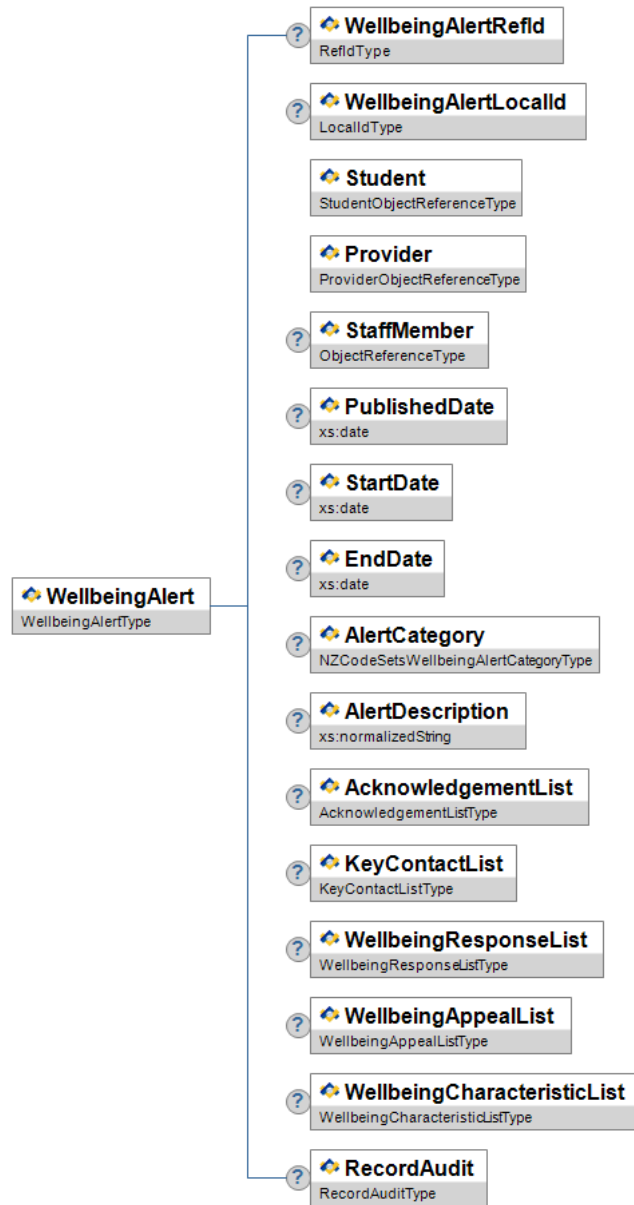 ? WellbeingAlertRefId
RefIdType
? WellbeingAlertLocalId
LocalIdType
Student
StudentObjectReferenceType
Provider
ProviderObjectReferenceType
? StaffMember
ObjectReferenceType
? PublishedDate
xs:date
? StartDate
xs:date
? EndDate
xs:date
WellbeingAlert
WellbeingAlertType
? AlertCategory
NZCodeSetsWellbeingAlertCategoryType
? AlertDescription
xs:normalizedString
? AcknowledgementList
AcknowledgementListType
? KeyContactList
KeyContactListType
? WellbeingResponseList
WellbeingResponseListType
? WellbeingAppealList
WellbeingAppealListType
? WellbeingCharacteristicList
WellbeingCharacteristicListType
? RecordAudit
RecordAuditType